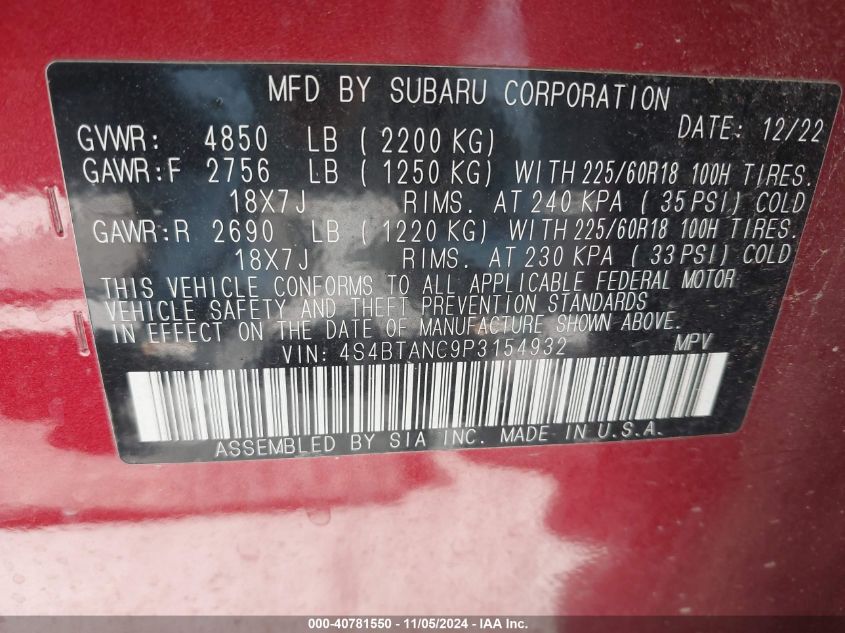 MFD BY SUBARU CORPORATION
DATE: 12/22
GVWR: 4850 LB ( 2200 KG)
GAWR:F 2756 LB ( 1250 KG) WITH 225/60R18 100H TIRES.
18X7J RIMS. AT 240 KPA ( 35 PSI) COLD
GAWR:R 2690 LB ( 1220 KG) WITH 225/60R18 100H TIRES.
18X7J RIMS. AT 230 KPA ( 33 PSI) COLD
THIS VEHICLE CONFORMS TO ALL APPLICABLE FEDERAL MOTOR
VEHICLE SAFETY AND THEFT PREVENTION STANDARDS
IN EFFECT ON THE DATE OF MANUFACTURE SHOWN ABOVE.
VIN: 4S4BTANC9P3154932 MPV
ASSEMBLED BY SIA INC. MADE IN U.S.A.
000-40781550 - 11/05/2024 - IAA Inc.